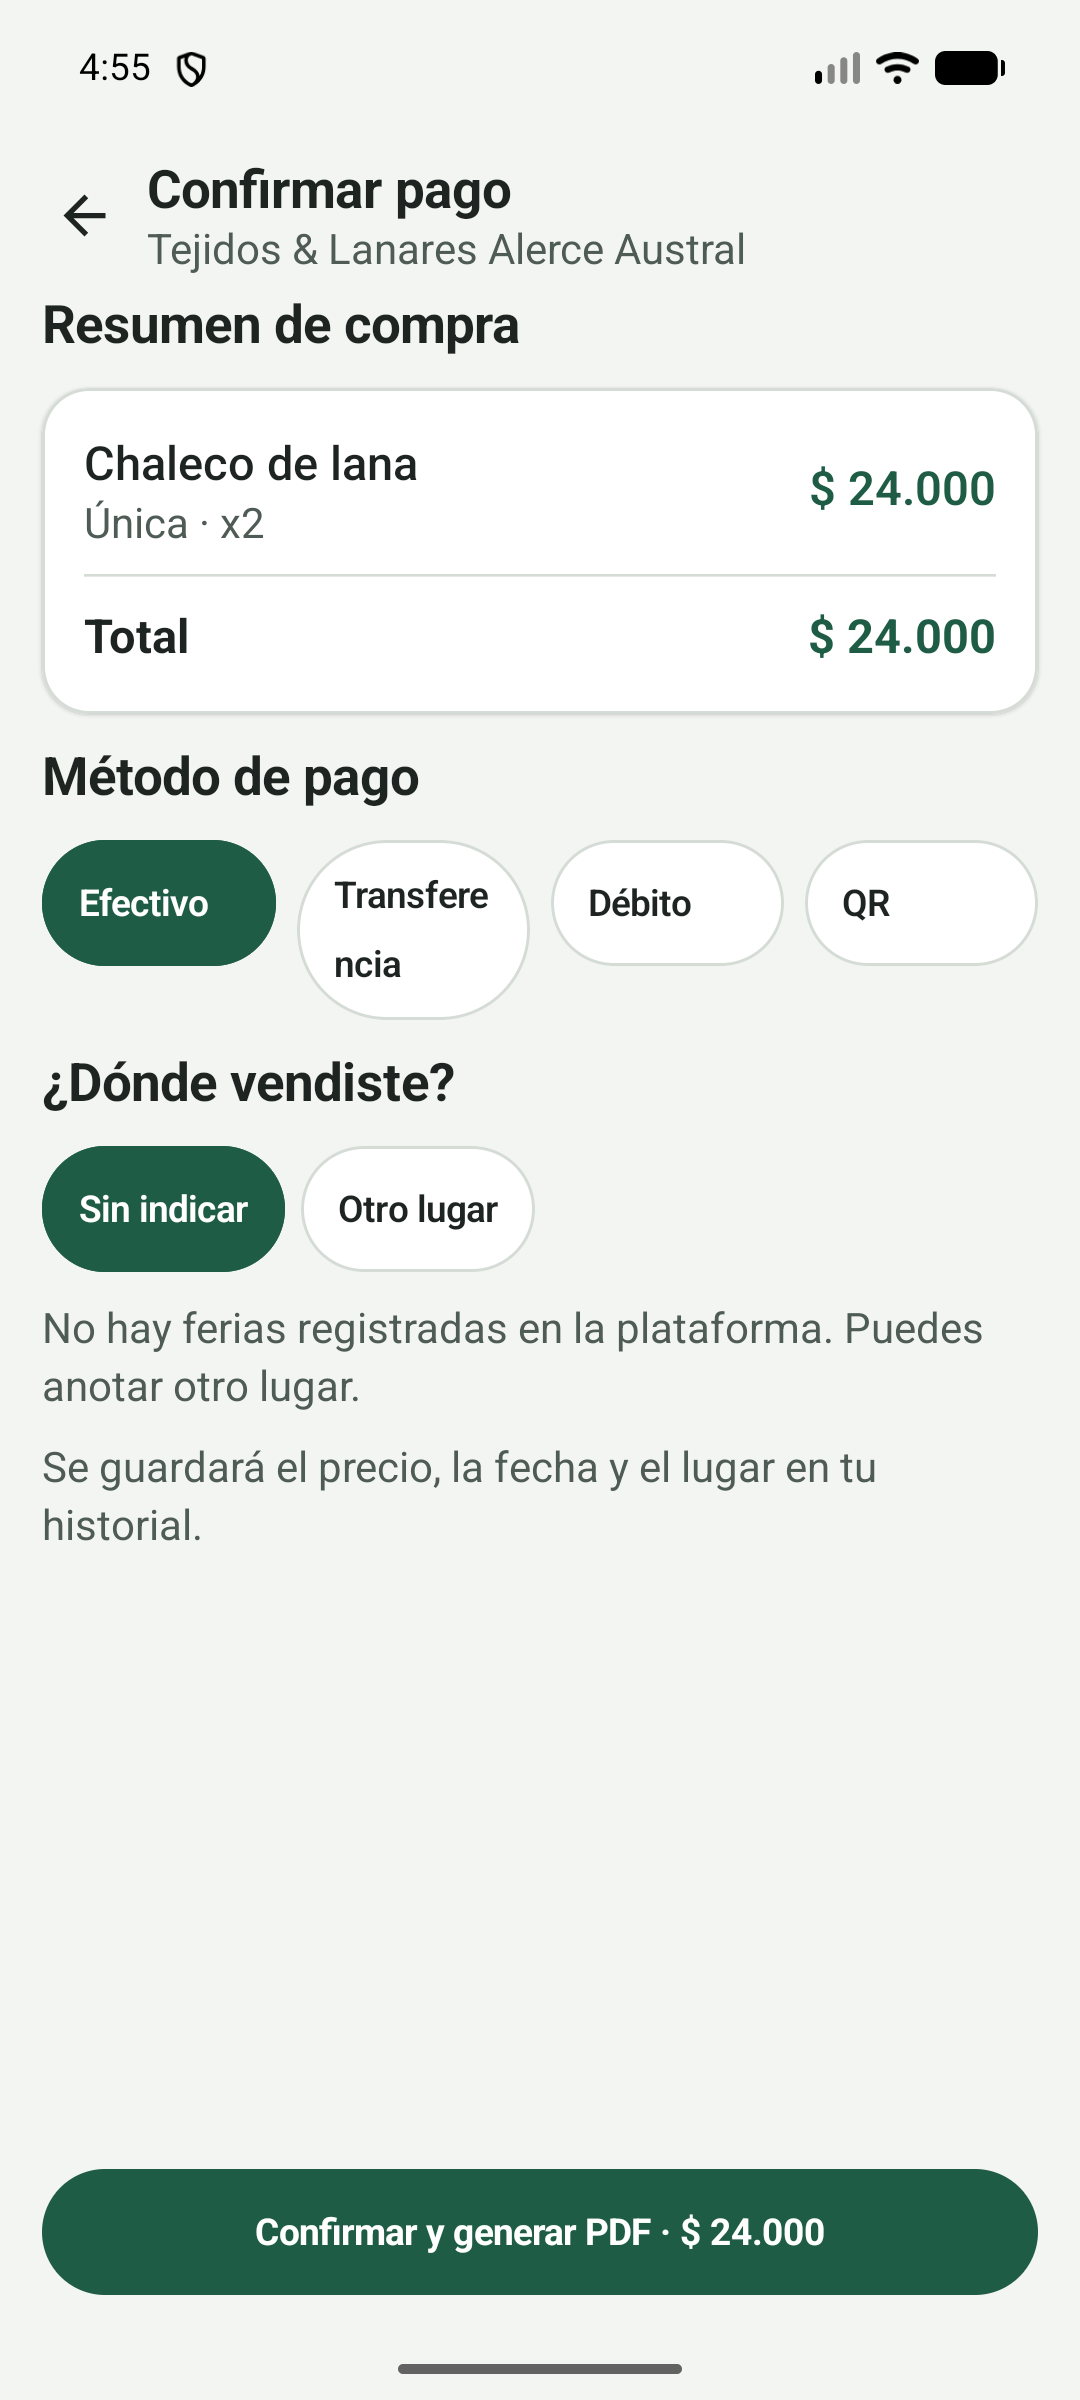 4:55
Confirmar pago
Tejidos & Lanares Alerce Austral
Resumen de compra
Chaleco de lana
Única · x2
$ 24.000
Total
$ 24.000
Método de pago
Efectivo
Transfere
ncia
Débito
QR
¿Dónde vendiste?
Sin indicar
Otro lugar
No hay ferias registradas en la plataforma. Puedes
anotar otro lugar.
Se guardará el precio, la fecha y el lugar en tu
historial.
Confirmar y generar PDF · $ 24.000